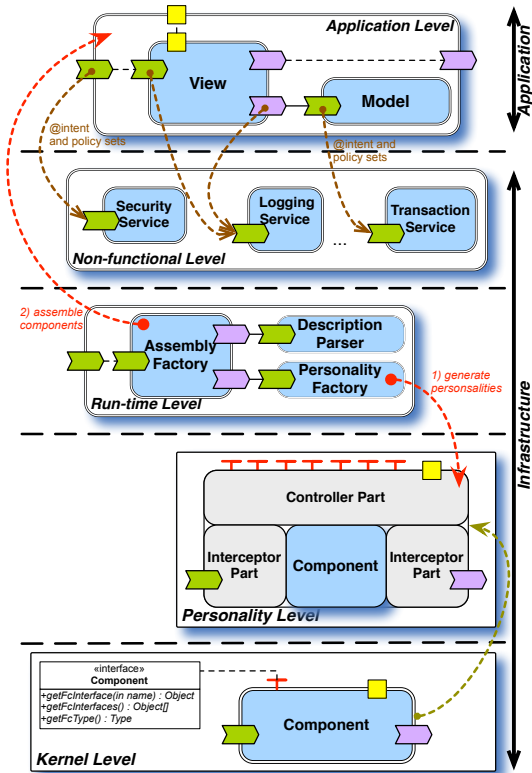 Application Level
View
Model
Application
@intent
and policy sets
@intent and
policy sets
Security
Service
Logging
Service
...
Transaction
Service
Non-functional Level
2) assemble
components
Assembly
Factory
Description
Parser
Personality
Factory
Run-time Level
1) generate
personsalities
Infrastructure
Controller Part
Interceptor
Part
Component
Interceptor
Part
Personality Level
«interface»
Component
+getFcInterface(in name) : Object
+getFcInterfaces() : Object[]
+getFcType() : Type
Component
Kernel Level